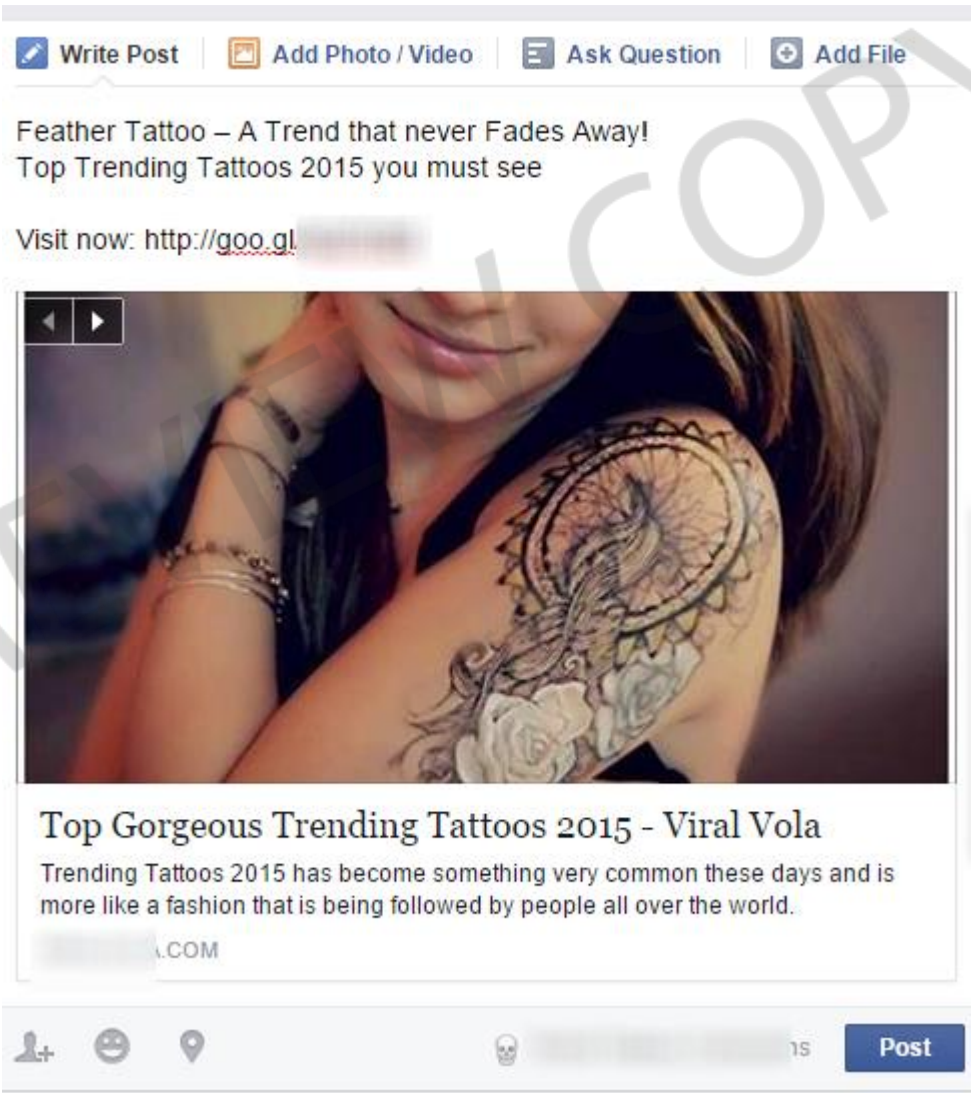 Write Post Add Photo / Video Ask Question Add File
Feather Tattoo – A Trend that never Fades Away!
Top Trending Tattoos 2015 you must see
Visit now: http://goo.gl
Top Gorgeous Trending Tattoos 2015 - Viral Vola
Trending Tattoos 2015 has become something very common these days and is
more like a fashion that is being followed by people all over the world.
.COM
Post
COPY